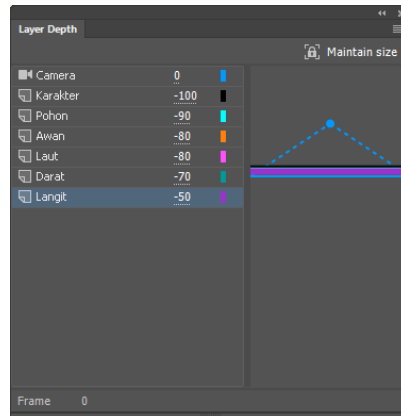 Layer Depth
Maintain size
Camera 0
Karakter -100
Pohon -90
Awan -80
Laut -80
Darat -70
Langit -50
Frame 0